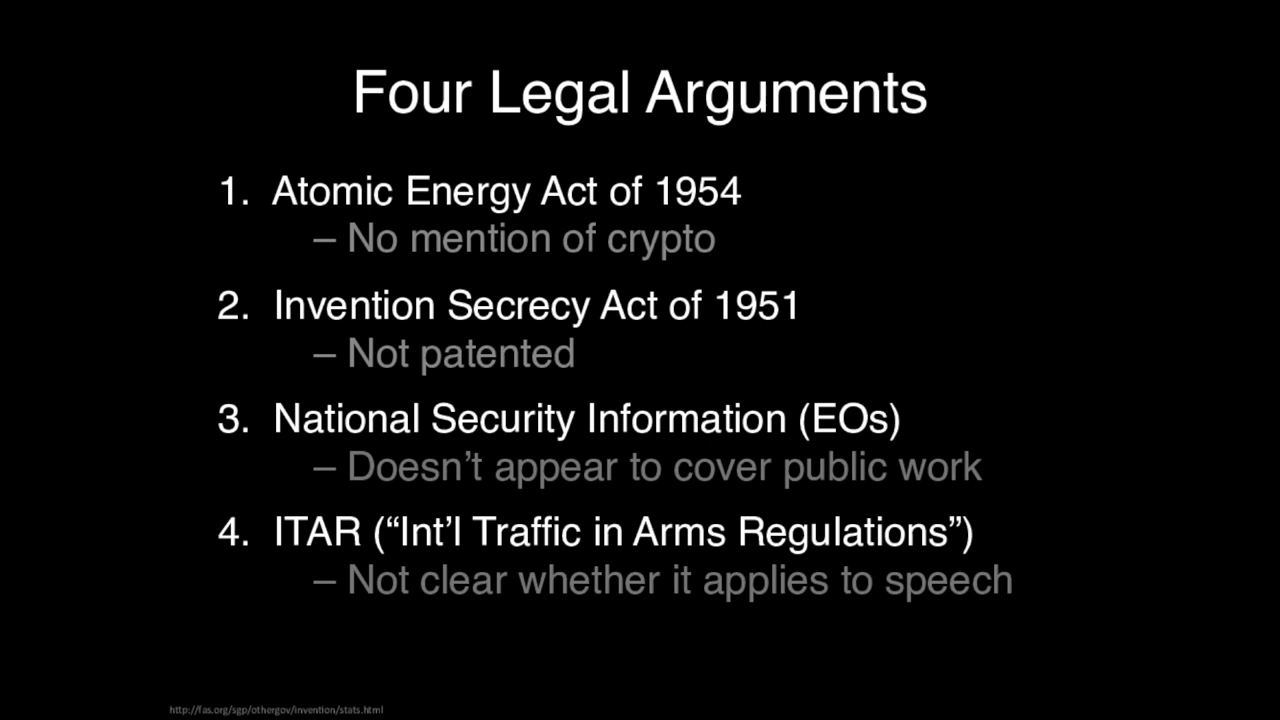 Four Legal Arguments
1. Atomic Energy Act of 1954
– No mention of crypto
2. Invention Secrecy Act of 1951
– Not patented
3. National Security Information (EOs)
– Doesn’t appear to cover public work
4. ITAR (“Int’l Traffic in Arms Regulations”)
– Not clear whether it applies to speech
http://fas.org/sgp/othergov/invention/stats.html